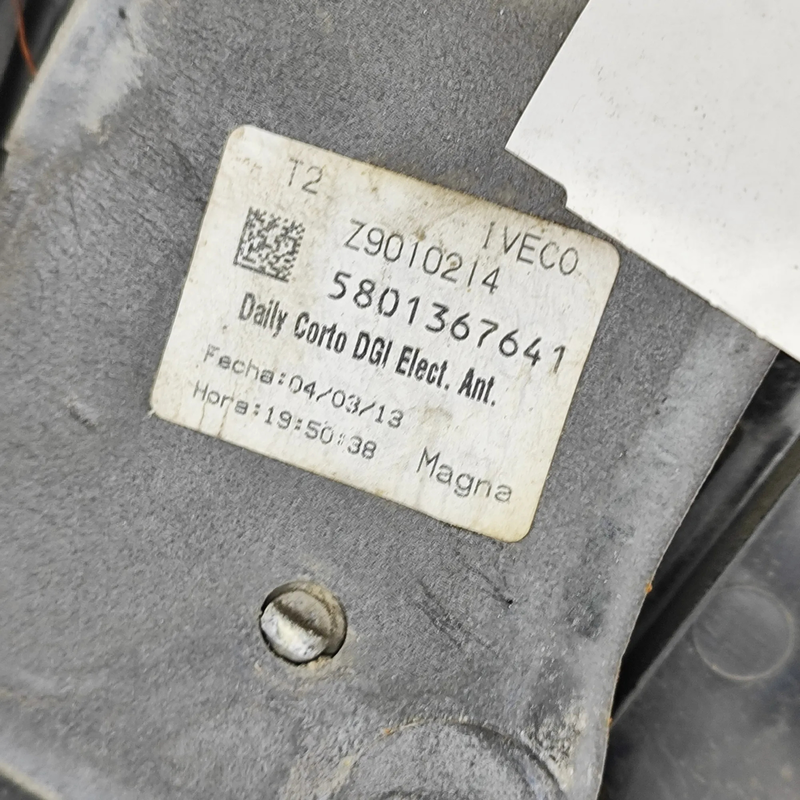 T2
IVECO
Z9010214
5801367641
Daily Corto DGI Elect. Ant.
Fecha:04/03/13
Hora:19:50:38
Magna